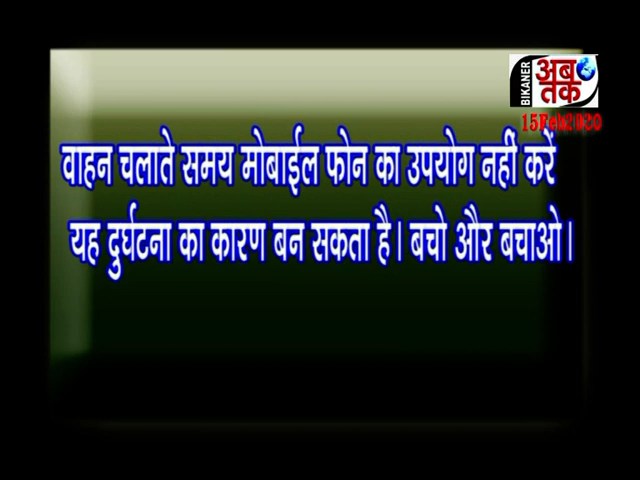 BIKANER
अब
तक
15Feb2020
वाहन चलाते समय मोबाईल फोन का उपयोग नहीं करें
यह दुर्घटना का कारण बन सकता है। बचो और बचाओ।